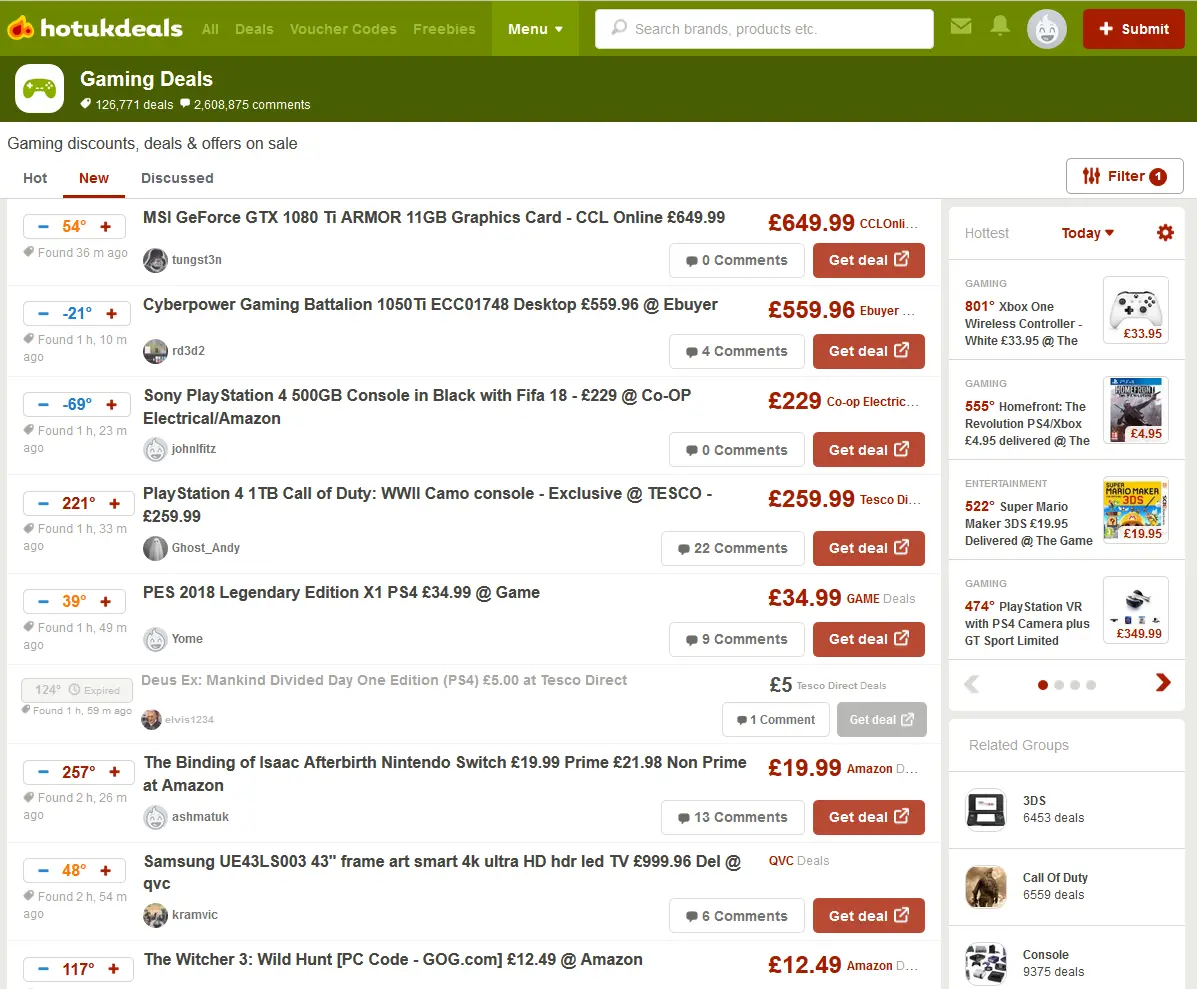 hotukdeals All Deals Voucher Codes Freebies Menu Search brands, products etc. + Submit
Gaming Deals
126,771 deals 2,608,875 comments
Gaming discounts, deals & offers on sale
Hot New Discussed Filter 1
− 54° +
Found 36 m ago
MSI GeForce GTX 1080 Ti ARMOR 11GB Graphics Card - CCL Online £649.99
£649.99 CCLOnli…
tungst3n
0 Comments Get deal
− -21° +
Found 1 h, 10 m
ago
Cyberpower Gaming Battalion 1050Ti ECC01748 Desktop £559.96 @ Ebuyer
£559.96 Ebuyer …
rd3d2
4 Comments Get deal
− -69° +
Found 1 h, 23 m
ago
Sony PlayStation 4 500GB Console in Black with Fifa 18 - £229 @ Co-OP
Electrical/Amazon
£229 Co-op Electric…
johnlfitz
0 Comments Get deal
− 221° +
Found 1 h, 33 m
ago
PlayStation 4 1TB Call of Duty: WWII Camo console - Exclusive @ TESCO -
£259.99
£259.99 Tesco Di…
Ghost_Andy
22 Comments Get deal
− 39° +
Found 1 h, 49 m
ago
PES 2018 Legendary Edition X1 PS4 £34.99 @ Game
£34.99 GAME Deals
Yome
9 Comments Get deal
124° Expired
Found 1 h, 59 m ago
Deus Ex: Mankind Divided Day One Edition (PS4) £5.00 at Tesco Direct
£5 Tesco Direct Deals
elvis1234
1 Comment Get deal
− 257° +
Found 2 h, 26 m
ago
The Binding of Isaac Afterbirth Nintendo Switch £19.99 Prime £21.98 Non Prime
at Amazon
£19.99 Amazon D…
ashmatuk
13 Comments Get deal
− 48° +
Found 2 h, 54 m
ago
Samsung UE43LS003 43" frame art smart 4k ultra HD hdr led TV £999.96 Del @
qvc
QVC Deals
kramvic
6 Comments Get deal
− 117° +
The Witcher 3: Wild Hunt [PC Code - GOG.com] £12.49 @ Amazon
£12.49 Amazon D…
Hottest Today
GAMING
801° Xbox One
Wireless Controller -
White £33.95 @ The
£33.95
GAMING
555° Homefront: The
Revolution PS4/Xbox
£4.95 delivered @ The
PS4
HOMEFRONT
£4.95
ENTERTAINMENT
522° Super Mario
Maker 3DS £19.95
Delivered @ The Game
SUPER
MARIO MAKER
3DS
£19.95
GAMING
474° PlayStation VR
with PS4 Camera plus
GT Sport Limited
£349.99
Related Groups
3DS
6453 deals
Call Of Duty
6559 deals
Console
9375 deals